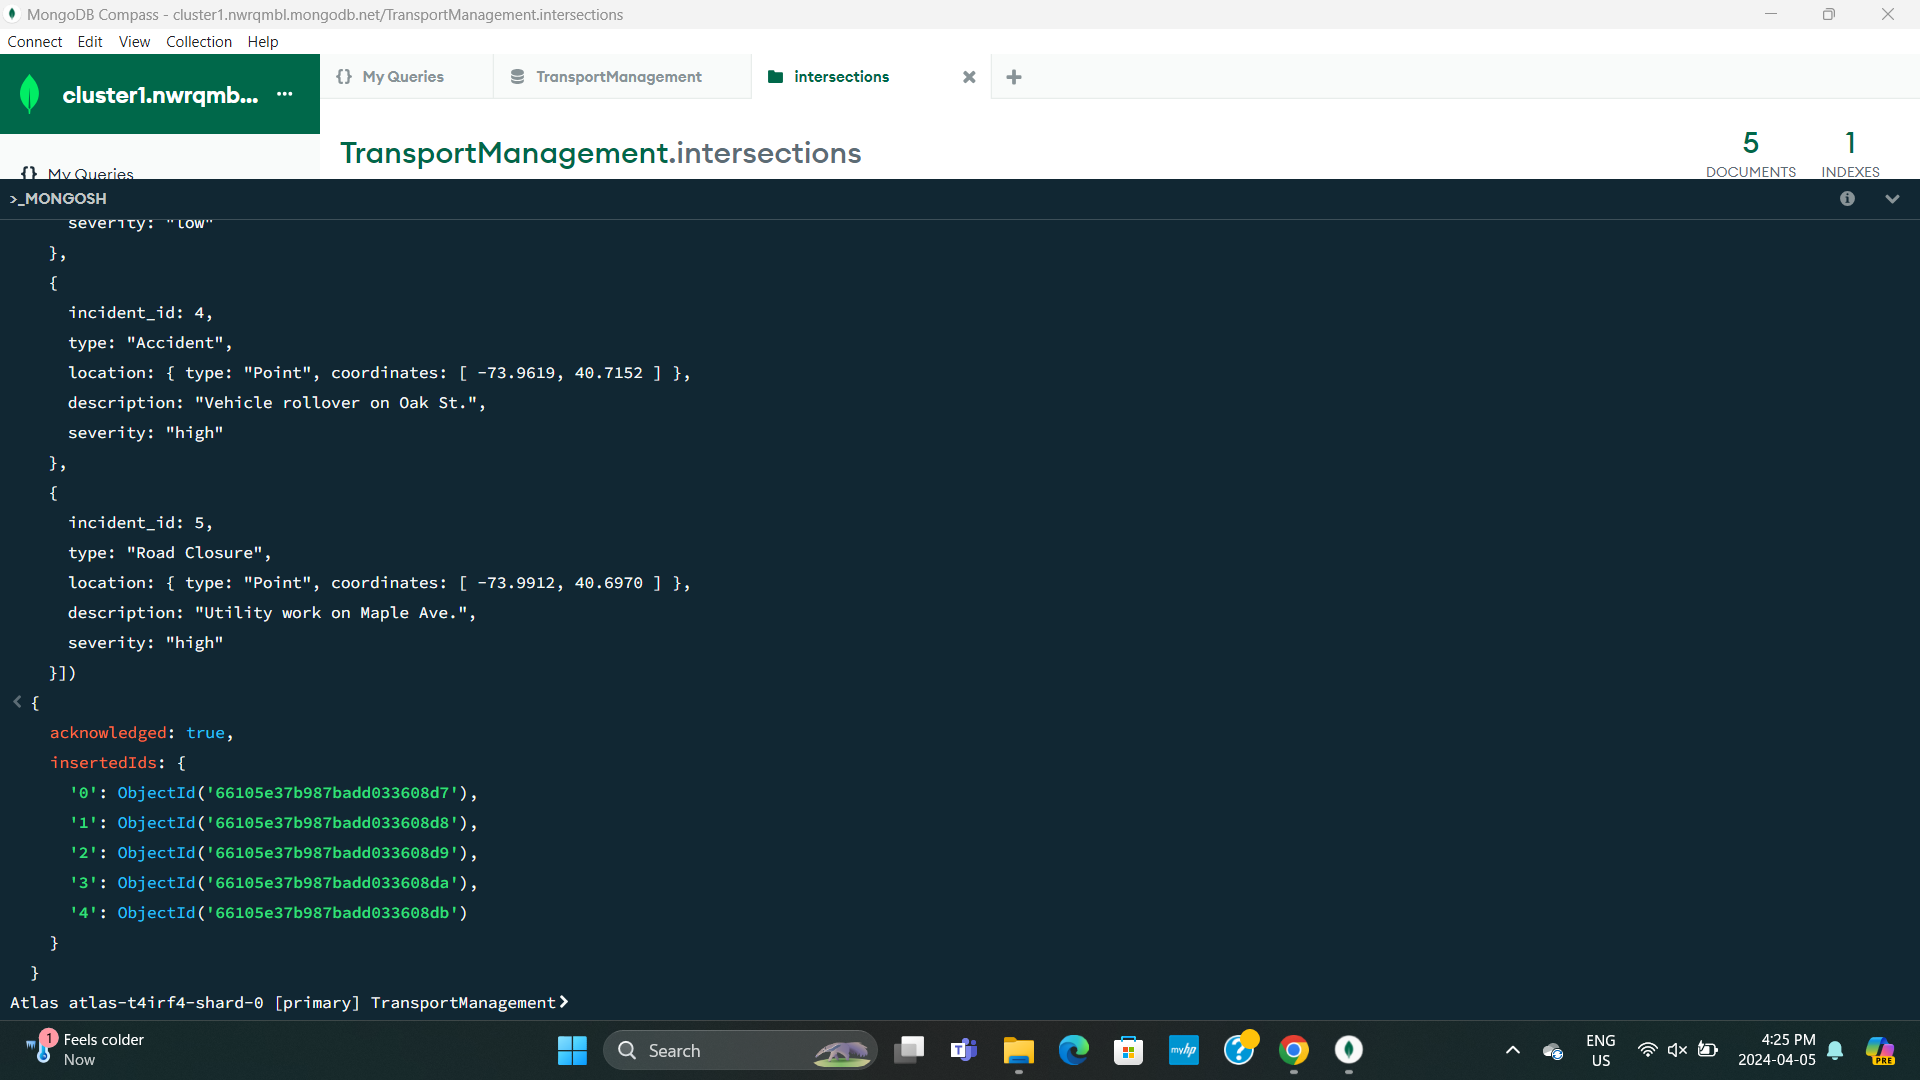 MongoDB Compass - cluster1.nwrqmbl.mongodb.net/TransportManagement.intersections
Connect Edit View Collection Help
cluster1.nwrqmb... ...
{} My Queries
TransportManagement
intersections
TransportManagement.intersections
5
DOCUMENTS
1
INDEXES
{} My Queries
>_MONGOSH
severity: "low"
},
{
incident_id: 4,
type: "Accident",
location: { type: "Point", coordinates: [ -73.9619, 40.7152 ] },
description: "Vehicle rollover on Oak St.",
severity: "high"
},
{
incident_id: 5,
type: "Road Closure",
location: { type: "Point", coordinates: [ -73.9912, 40.6970 ] },
description: "Utility work on Maple Ave.",
severity: "high"
}])
< {
acknowledged: true,
insertedIds: {
'0': ObjectId('66105e37b987badd033608d7'),
'1': ObjectId('66105e37b987badd033608d8'),
'2': ObjectId('66105e37b987badd033608d9'),
'3': ObjectId('66105e37b987badd033608da'),
'4': ObjectId('66105e37b987badd033608db')
}
}
Atlas atlas-t4irf4-shard-0 [primary] TransportManagement>
1
Feels colder
Now
Search
myhp
ENG
US
4:25 PM
2024-04-05
PRE